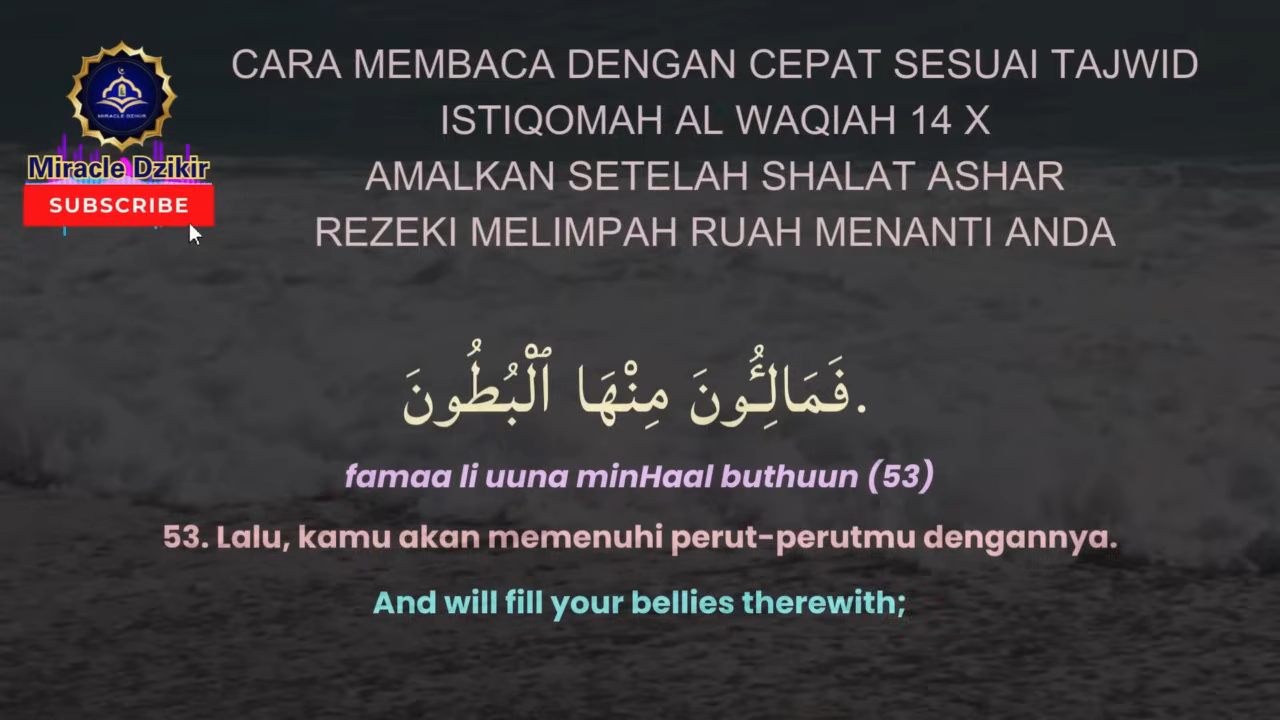 CARA MEMBACA DENGAN CEPAT SESUAI TAJWID
ISTIQOMAH AL WAQIAH 14 X
AMALKAN SETELAH SHALAT ASHAR
REZEKI MELIMPAH RUAH MENANTI ANDA
MIRACLE DZIKIR
Miracle Dzikir
SUBSCRIBE
فَمَالِـُٔونَ مِنْهَا ٱلْبُطُونَ.
famaa li uuna minHaal buthuun (53)
53. Lalu, kamu akan memenuhi perut-perutmu dengannya.
And will fill your bellies therewith;